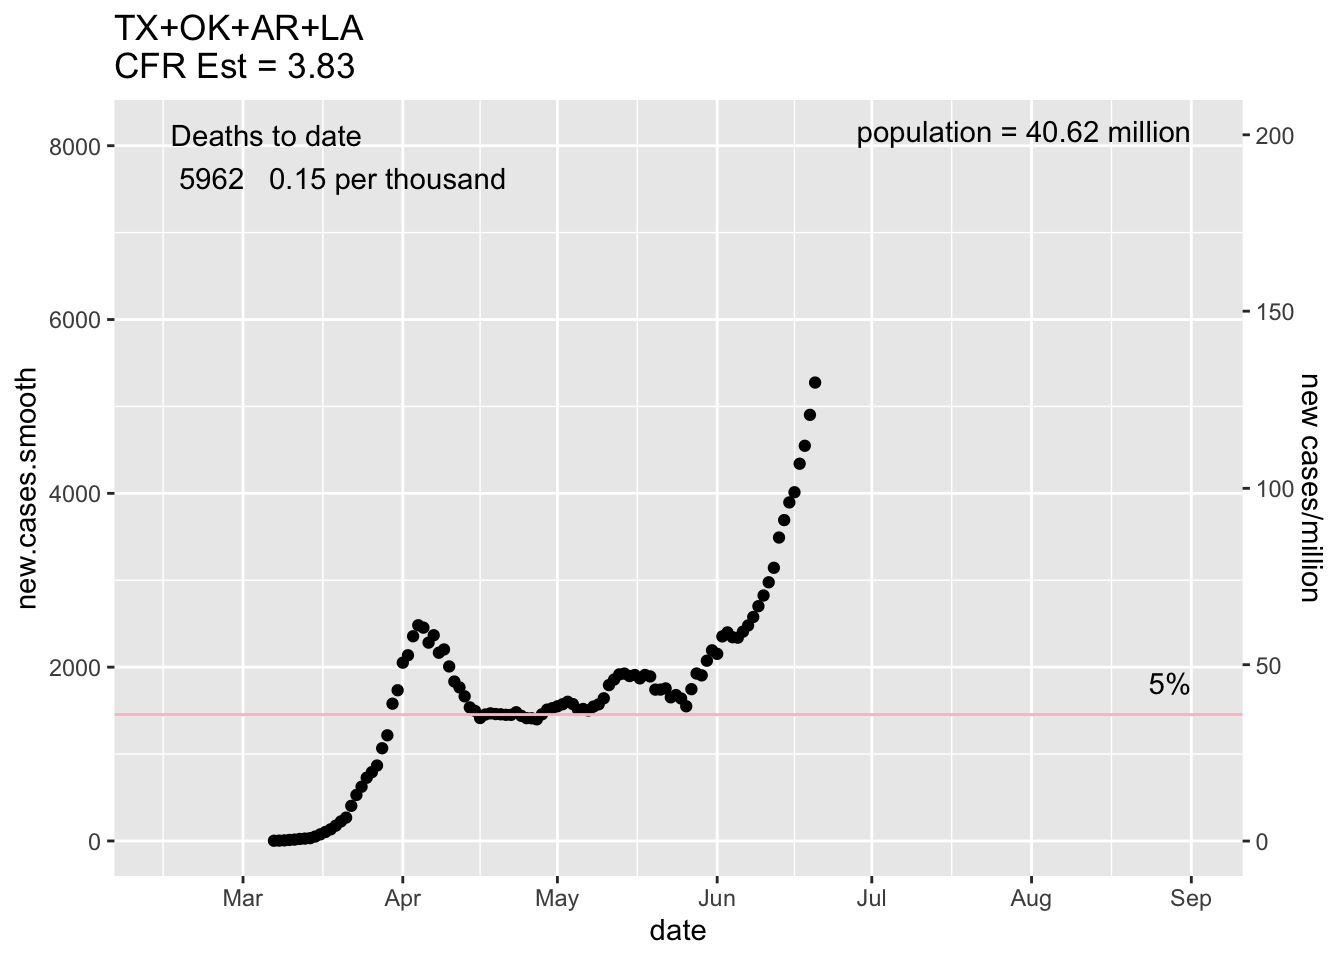 TX+OK+AR+LA
CFR Est = 3.83
Deaths to date
5962 0.15 per thousand
population = 40.62 million
8000
6000
4000
2000
0
new.cases.smooth
200
150
100
50
0
new cases/million
5%
Mar Apr May Jun Jul Aug Sep
date